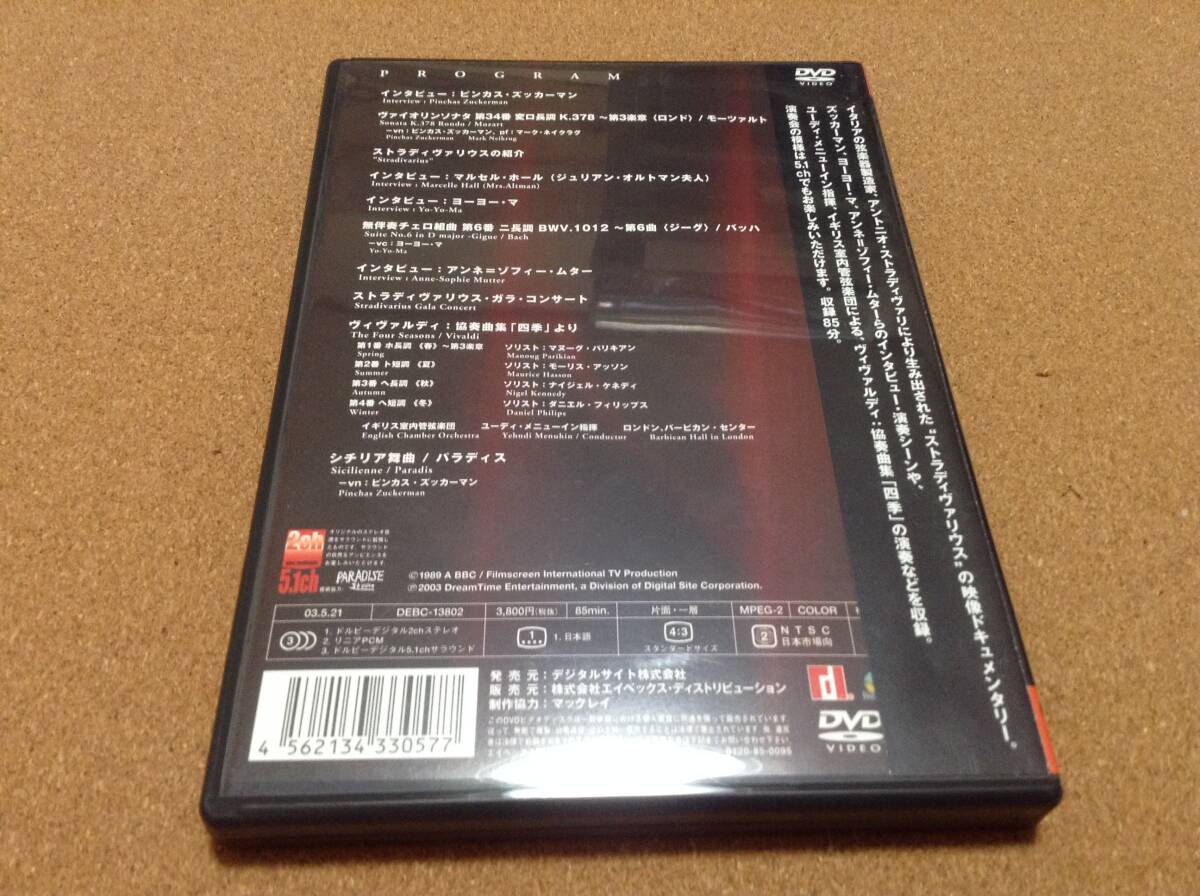 PROGRAM
インタビュー：ピンカス・ズッカーマン
Interview : Pinchas Zuckerman
ヴァイオリンソナタ 第34番 変ロ長調 K.378 ～第3楽章〈ロンド〉/ モーツァルト
Sonata K.378 Rondo / Mozart
－vn：ピンカス・ズッカーマン, pf：マーク・ネイクラグ
Pinchas Zuckerman Mark Neikrug
ストラディヴァリウスの紹介
"Stradivarius"
インタビュー：マルセル・ホール（ジュリアン・オルトマン夫人）
Interview : Marcelle Hall (Mrs.Altman)
インタビュー：ヨーヨー・マ
Interview : Yo-Yo-Ma
無伴奏チェロ組曲 第6番 ニ長調 BWV.1012 ～第6曲〈ジーグ〉/ バッハ
Suite No.6 in D major -Gigue / Bach
－vc：ヨーヨー・マ
Yo-Yo-Ma
インタビュー：アンネ＝ゾフィー・ムター
Interview : Anne-Sophie Mutter
ストラディヴァリウス・ガラ・コンサート
Stradivarius Gala Concert
ヴィヴァルディ：協奏曲集「四季」より
The Four Seasons / Vivaldi
第1番 ホ長調 《春》～第3楽章 ソリスト：マヌーグ・パリキアン
Spring Manoug Parikian
第2番 ト短調 《夏》 ソリスト：モーリス・アッソン
Summer Maurice Hasson
第3番 ヘ長調 《秋》 ソリスト：ナイジェル・ケネディ
Autumn Nigel Kennedy
第4番 ヘ短調 《冬》 ソリスト：ダニエル・フィリップス
Winter Daniel Philips
イギリス室内管弦楽団 ユーディ・メニューイン指揮 ロンドン、バービカン・センター
English Chamber Orchestra Yehudi Menuhin / Conductor Barbican Hall in London
シチリア舞曲 / パラディス
Sicilienne / Paradis
－vn：ピンカス・ズッカーマン
Pinchas Zuckerman
DVD
VIDEO
イタリアの弦楽器製造家、アントニオ・ストラディヴァリにより生み出された"ストラディヴァリウス"の映像ドキュメンタリー。
ズッカーマン、ヨーヨー・マ、アンネ＝ゾフィー・ムターらのインタビュー・演奏シーンや、
ユーディ・メニューイン指揮、イギリス室内管弦楽団による、ヴィヴァルディ：協奏曲集「四季」の演奏などを収録。
演奏会の模様は5.1chでもお楽しみいただけます。収録85分。
2ch
5.1ch
オリジナルのステレオ音
PARADISE
©1989 A BBC / Filmscreen International TV Production
℗2003 DreamTime Entertainment, a Division of Digital Site Corporation.
03.5.21 DEBC-13802 3,800円(税抜) 85min. 片面・一層 MPEG-2 COLOR
3 1. ドルビーデジタル2chステレオ
2. リニアPCM
3. ドルビーデジタル5.1chサラウンド
1 1. 日本語
4:3
スタンダードサイズ
2 NTSC
日本市場向
発売元：デジタルサイト株式会社
販売元：株式会社エイベックス・ディストリビューション
制作協力：マックレイ
d
DVD
VIDEO
0120-85-0095
4 562134 330577